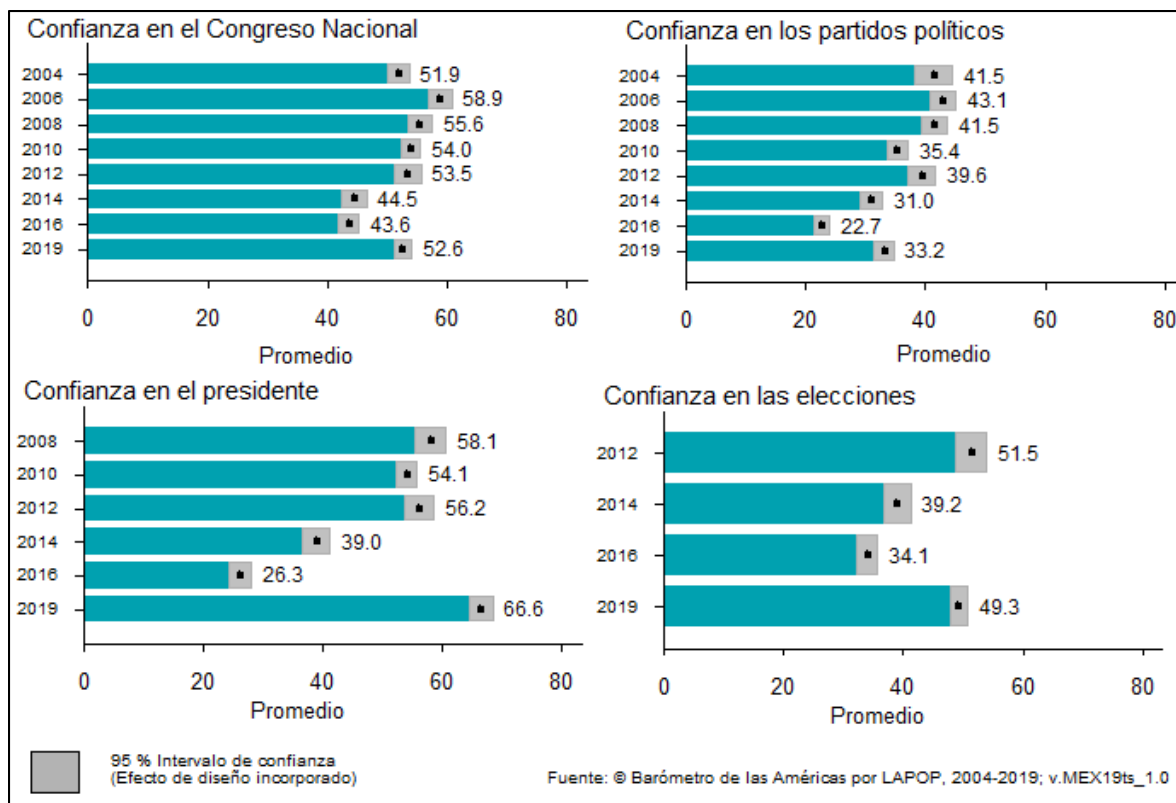 Confianza en el Congreso Nacional
2004 51.9
2006 58.9
2008 55.6
2010 54.0
2012 53.5
2014 44.5
2016 43.6
2019 52.6
0 20 40 60 80
Promedio
Confianza en los partidos políticos
2004 41.5
2006 43.1
2008 41.5
2010 35.4
2012 39.6
2014 31.0
2016 22.7
2019 33.2
0 20 40 60 80
Promedio
Confianza en el presidente
2008 58.1
2010 54.1
2012 56.2
2014 39.0
2016 26.3
2019 66.6
0 20 40 60 80
Promedio
Confianza en las elecciones
2012 51.5
2014 39.2
2016 34.1
2019 49.3
0 20 40 60 80
Promedio
95 % Intervalo de confianza
(Efecto de diseño incorporado)
Fuente: © Barómetro de las Américas por LAPOP, 2004-2019; v.MEX19ts_1.0